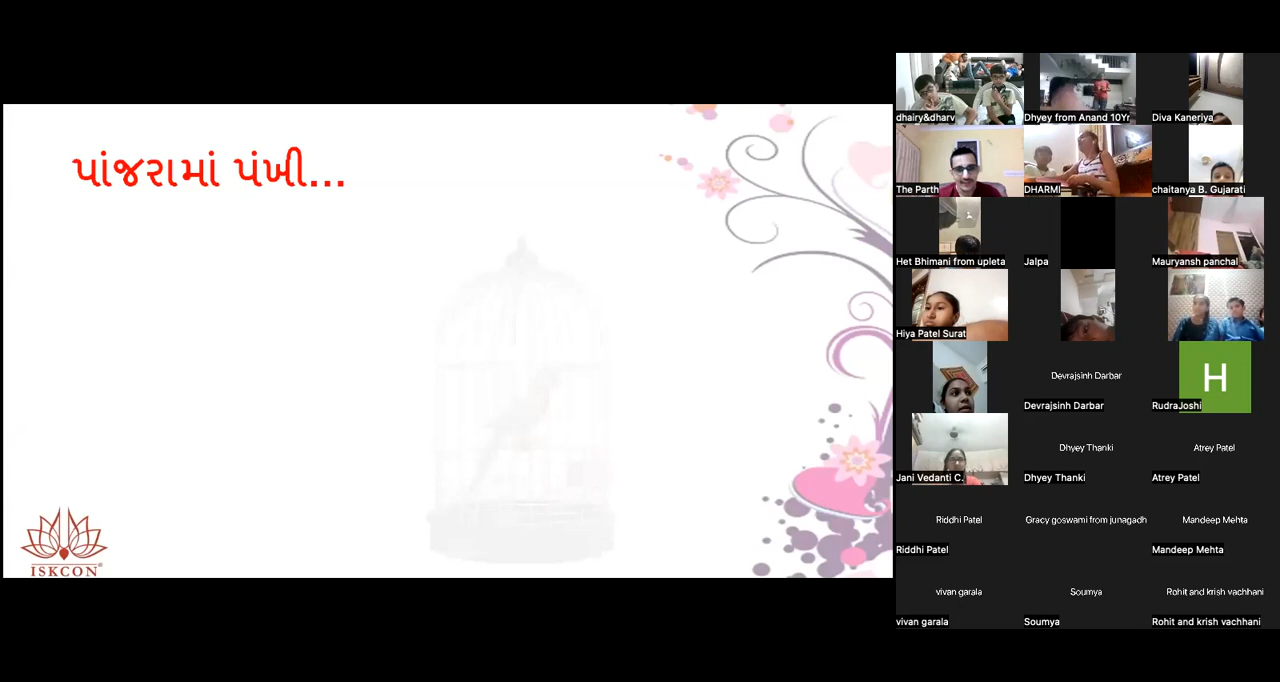 પાંજરામાં પંખી...
ISKCON
dhairy&dharv
Dhyey from Anand 10Yr
Diva Kaneriya
The Parth
DHARMI
chaitanya B. Gujarati
Het Bhimani from upleta
Jalpa
Mauryansh panchal
Hiya Patel Surat
Devrajsinh Darbar
H
Devrajsinh Darbar
RudraJoshi
Dhyey Thanki
Atrey Patel
Jani Vedanti C.
Dhyey Thanki
Atrey Patel
Riddhi Patel
Gracy goswami from junagadh
Mandeep Mehta
Riddhi Patel
Mandeep Mehta
vivan garala
Soumya
Rohit and krish vachhani
vivan garala
Soumya
Rohit and krish vachhani